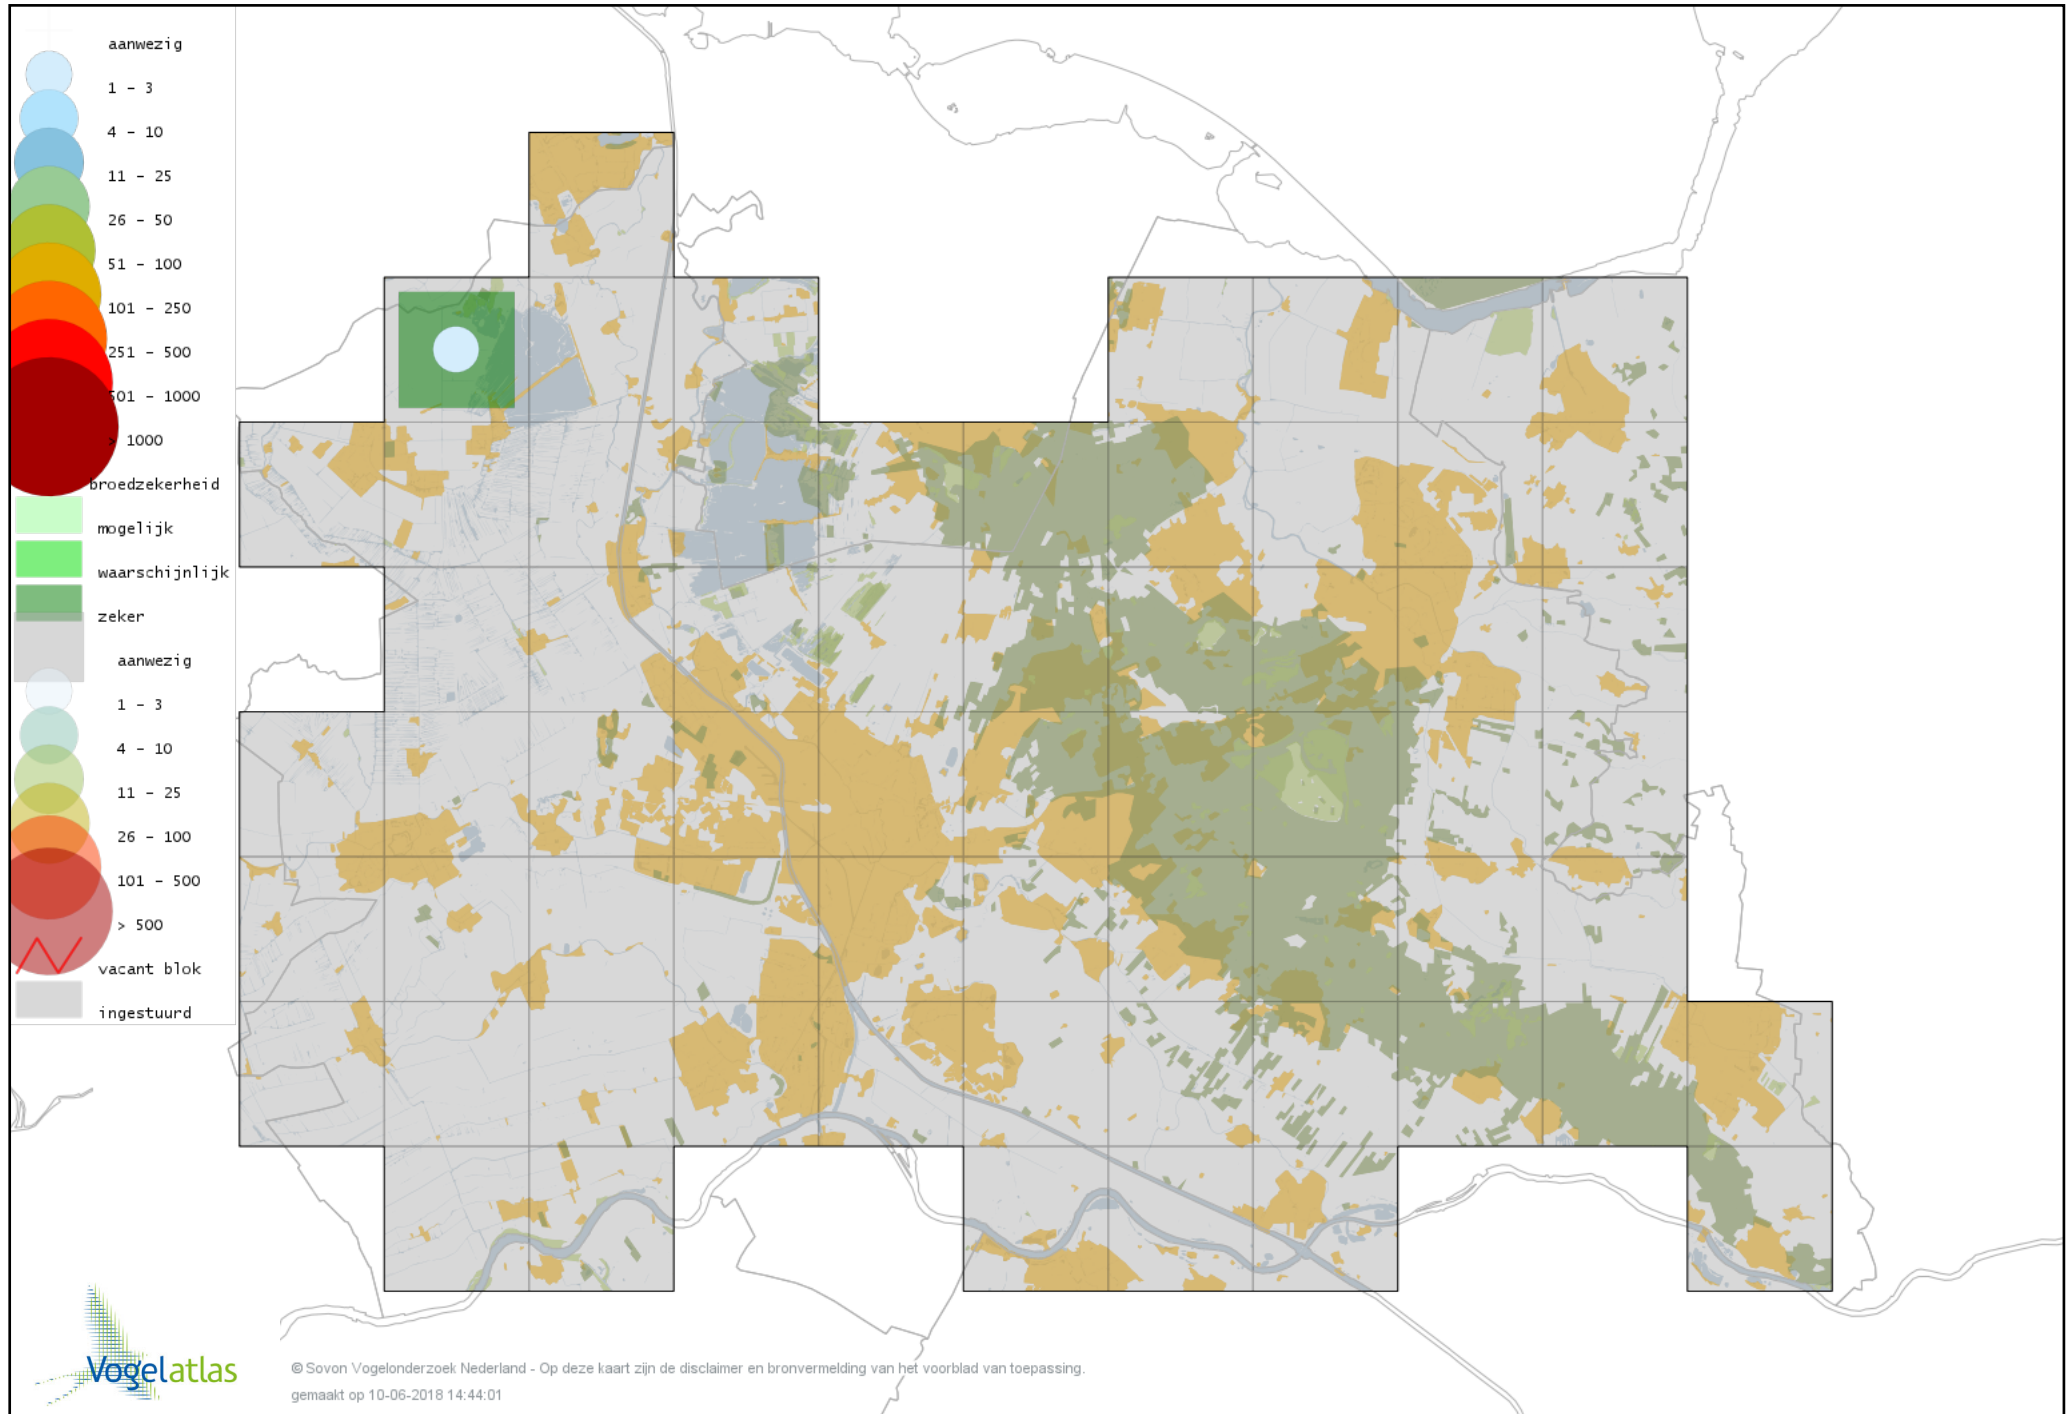 aanwezig
1 - 3
4 - 10
11 - 25
26 - 50
51 - 100
101 - 250
251 - 500
501 - 1000
> 1000
broedzekerheid
mogelijk
waarschijnlijk
zeker
aanwezig
1 - 3
4 - 10
11 - 25
26 - 100
101 - 500
> 500
vacant blok
ingestuurd
Vogelatlas
© Sovon Vogelonderzoek Nederland - Op deze kaart zijn de disclaimer en bronvermelding van het voorblad van toepassing.
gemaakt op 10-06-2018 14:44:01